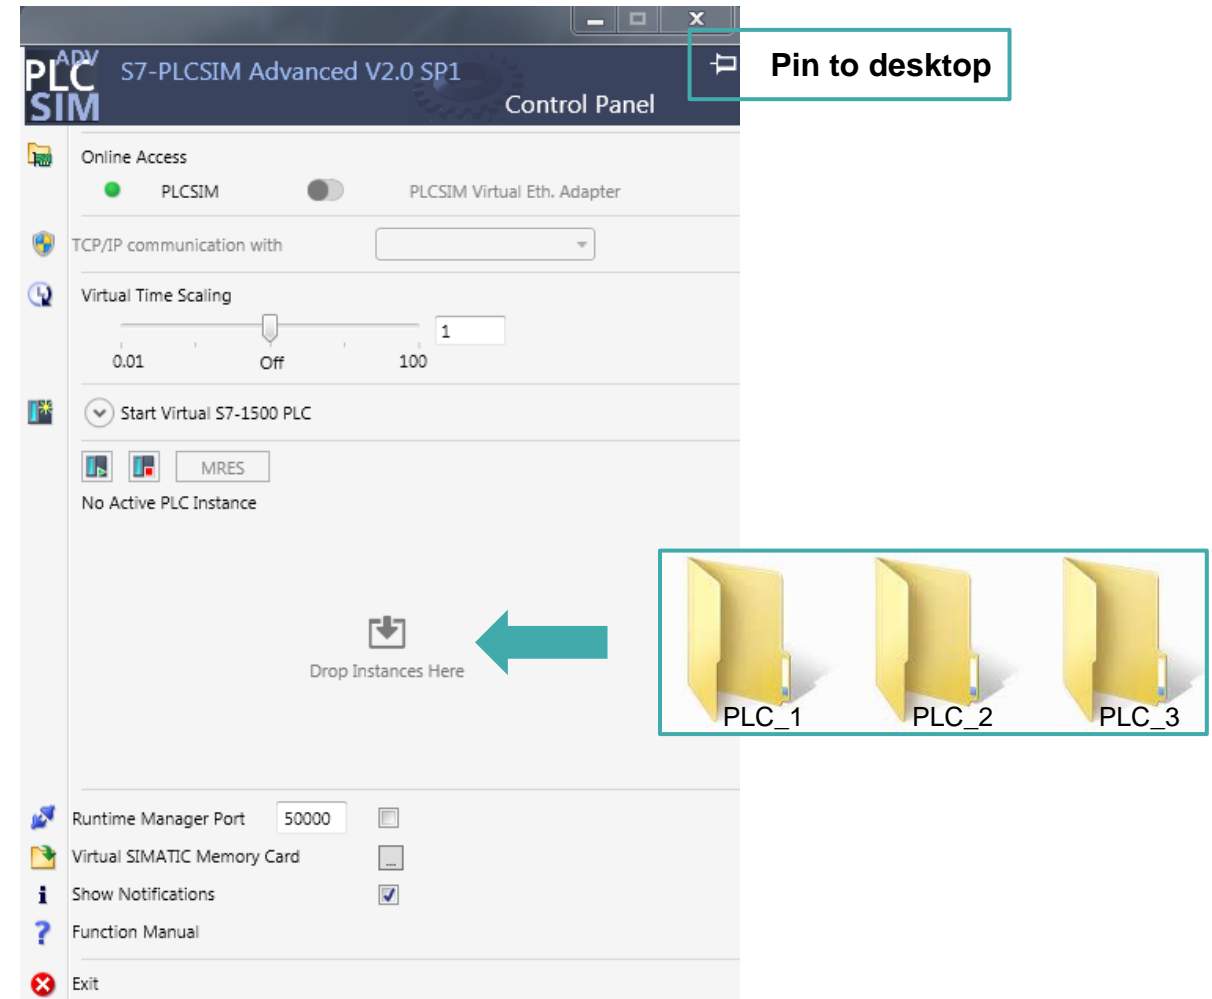 ADV
PLC
SIM
S7-PLCSIM Advanced V2.0 SP1
Control Panel
Pin to desktop
Online Access
PLCSIM
PLCSIM Virtual Eth. Adapter
TCP/IP communication with
Virtual Time Scaling
1
0.01 Off 100
Start Virtual S7-1500 PLC
MRES
No Active PLC Instance
Drop Instances Here
PLC_1 PLC_2 PLC_3
Runtime Manager Port 50000
Virtual SIMATIC Memory Card ...
Show Notifications
Function Manual
Exit